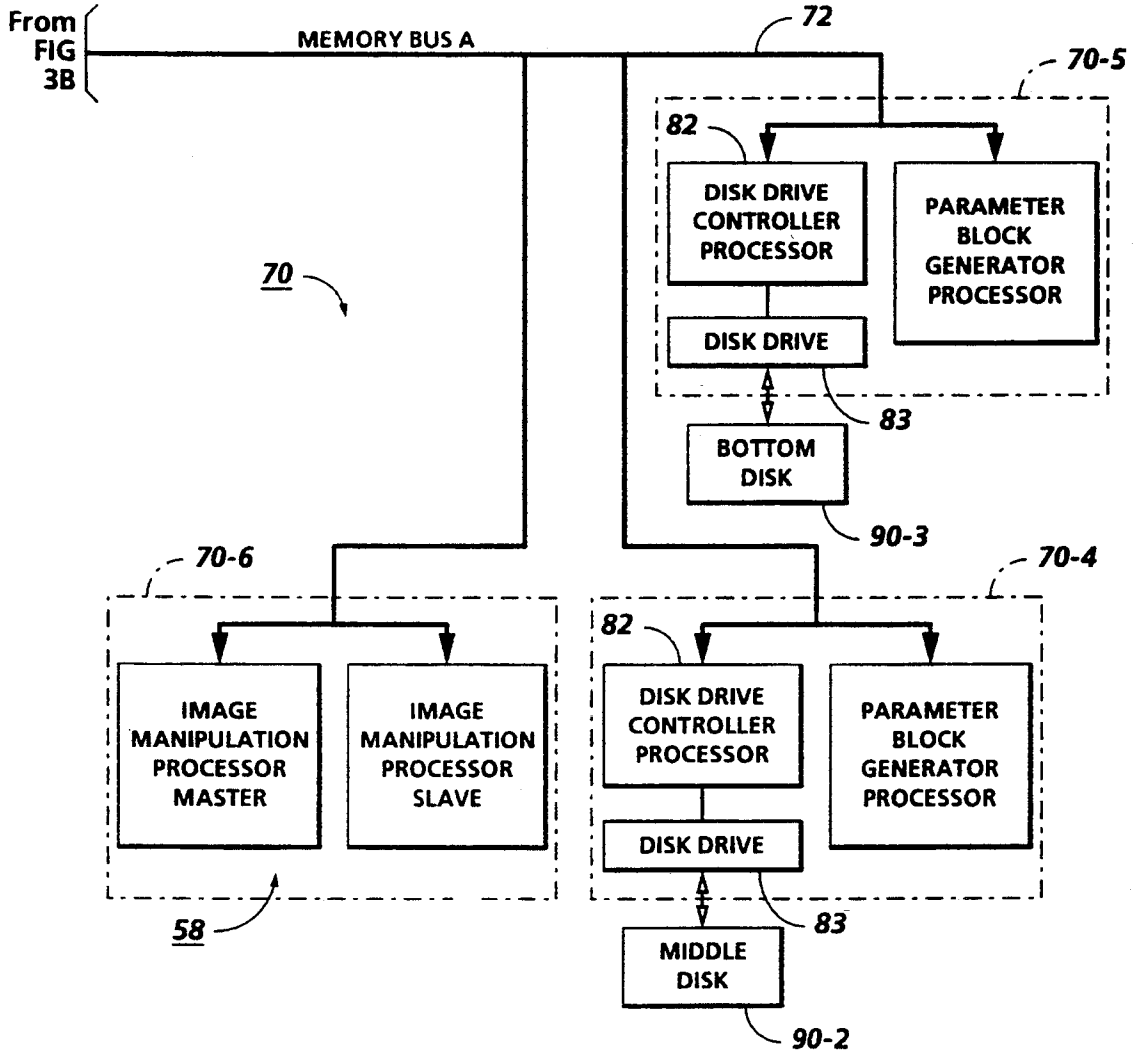 From
FIG
3B
MEMORY BUS A
72
70-5
82
DISK DRIVE
CONTROLLER
PROCESSOR
PARAMETER
BLOCK
GENERATOR
PROCESSOR
70
DISK DRIVE
83
BOTTOM
DISK
90-3
70-6
70-4
82
IMAGE
MANIPULATION
PROCESSOR
MASTER
IMAGE
MANIPULATION
PROCESSOR
SLAVE
DISK DRIVE
CONTROLLER
PROCESSOR
PARAMETER
BLOCK
GENERATOR
PROCESSOR
DISK DRIVE
58
83
MIDDLE
DISK
90-2